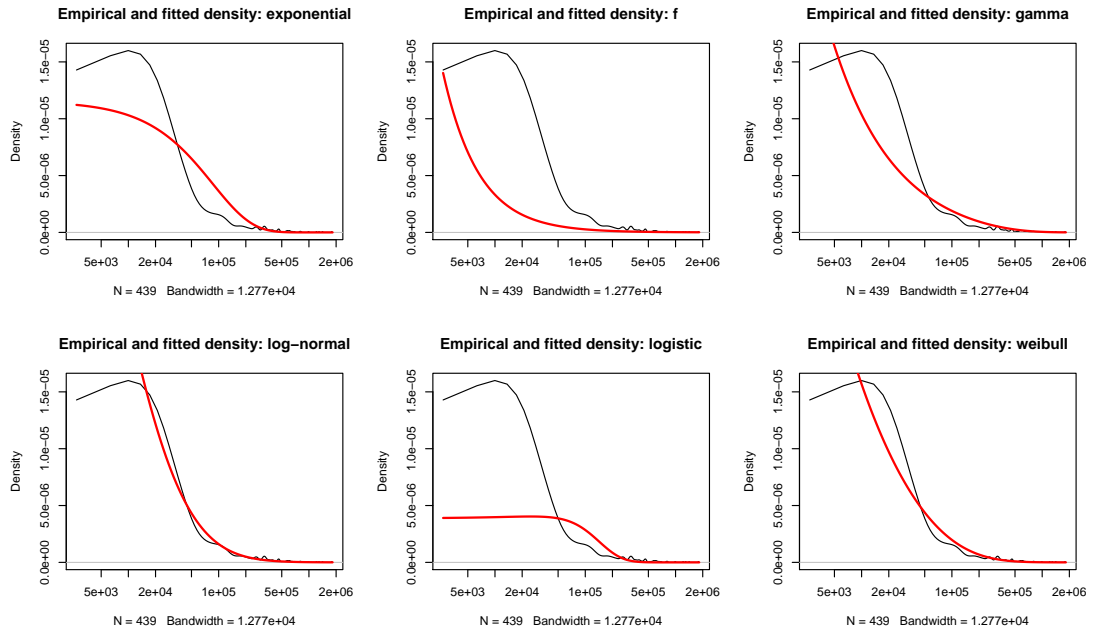 Empirical and fitted density: exponential
Density
0.0e+00 5.0e−06 1.0e−05 1.5e−05
5e+03 2e+04 1e+05 5e+05 2e+06
N = 439 Bandwidth = 1.277e+04
Empirical and fitted density: f
Density
0.0e+00 5.0e−06 1.0e−05 1.5e−05
5e+03 2e+04 1e+05 5e+05 2e+06
N = 439 Bandwidth = 1.277e+04
Empirical and fitted density: gamma
Density
0.0e+00 5.0e−06 1.0e−05 1.5e−05
5e+03 2e+04 1e+05 5e+05 2e+06
N = 439 Bandwidth = 1.277e+04
Empirical and fitted density: log−normal
Density
0.0e+00 5.0e−06 1.0e−05 1.5e−05
5e+03 2e+04 1e+05 5e+05 2e+06
N = 439 Bandwidth = 1.277e+04
Empirical and fitted density: logistic
Density
0.0e+00 5.0e−06 1.0e−05 1.5e−05
5e+03 2e+04 1e+05 5e+05 2e+06
N = 439 Bandwidth = 1.277e+04
Empirical and fitted density: weibull
Density
0.0e+00 5.0e−06 1.0e−05 1.5e−05
5e+03 2e+04 1e+05 5e+05 2e+06
N = 439 Bandwidth = 1.277e+04